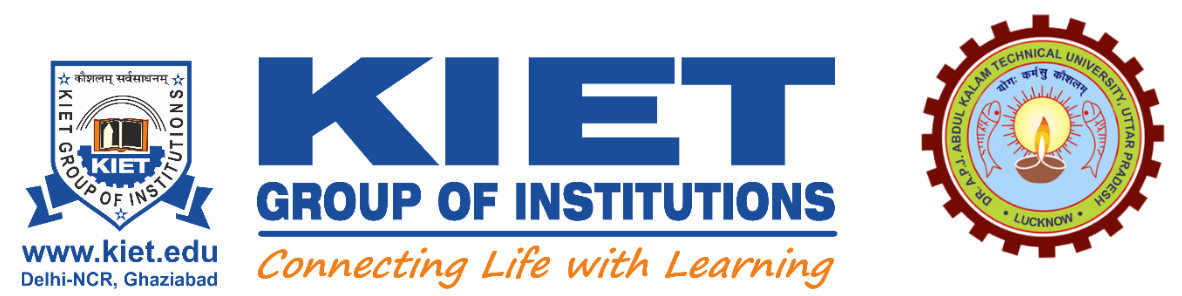 कौशलम् सर्वसाधनम्
KIET GROUP OF INSTITUTIONS
KIET
www.kiet.edu
Delhi-NCR, Ghaziabad
KIET
GROUP OF INSTITUTIONS
Connecting Life with Learning
DR. A.P.J. ABDUL KALAM TECHNICAL UNIVERSITY, UTTAR PRADESH
योगः कर्मसु कौशलम्
• LUCKNOW •